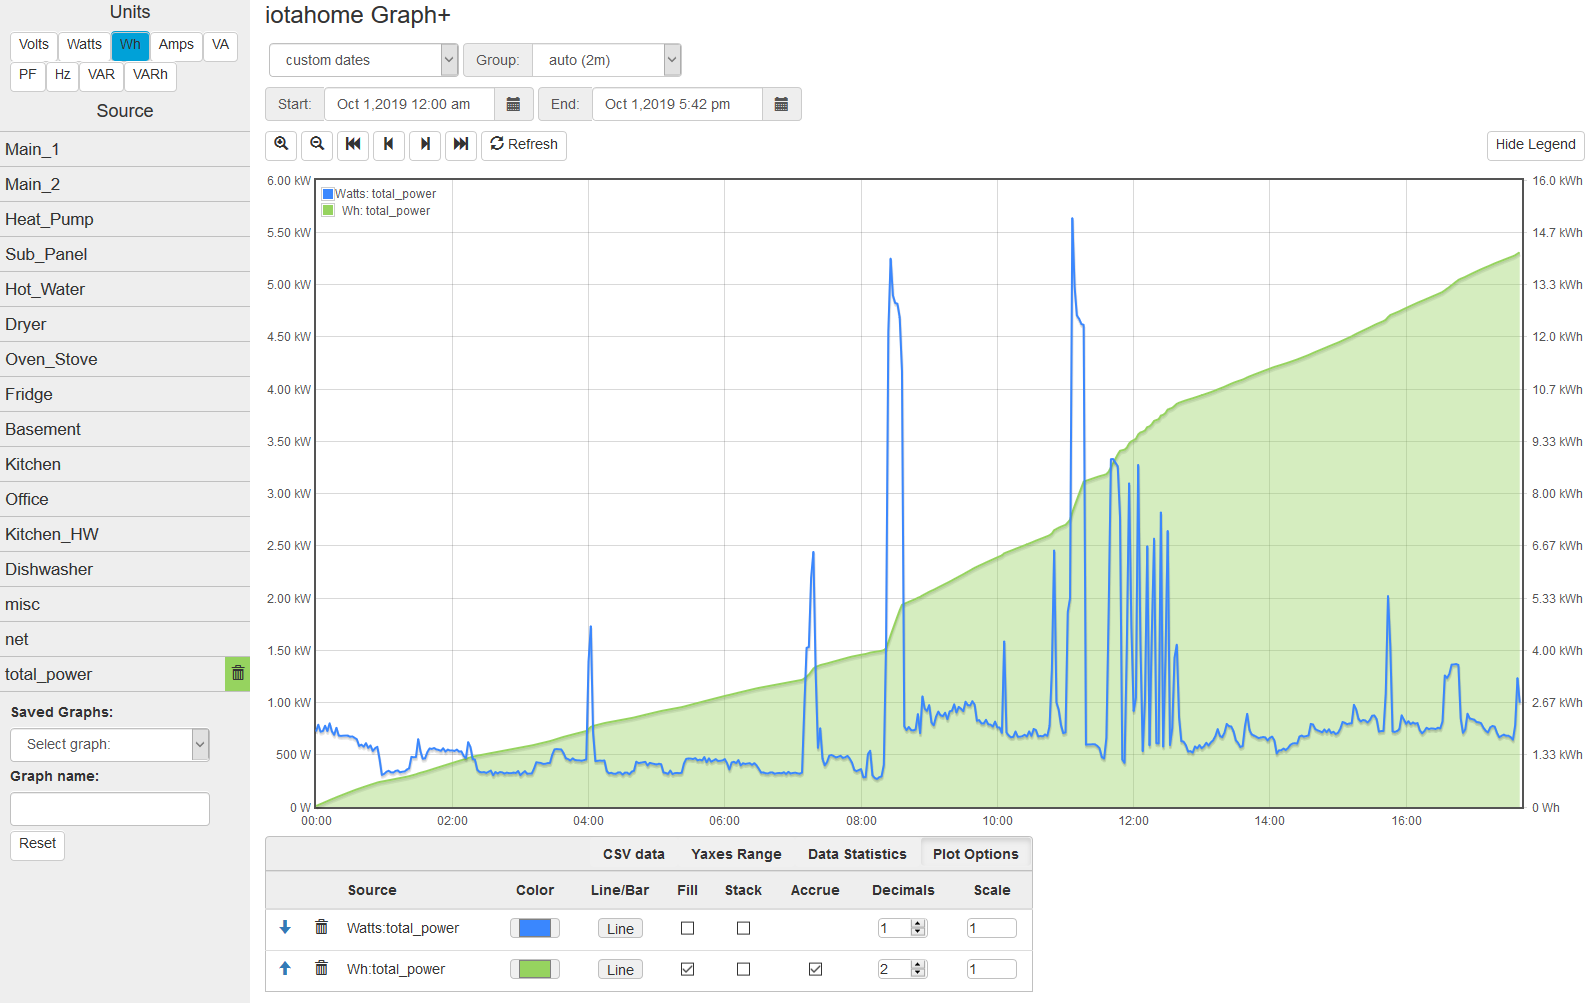 Units
Volts Watts Wh Amps VA
PF Hz VAR VARh
Source
Main_1
Main_2
Heat_Pump
Sub_Panel
Hot_Water
Dryer
Oven_Stove
Fridge
Basement
Kitchen
Office
Kitchen_HW
Dishwasher
misc
net
total_power
Saved Graphs:
Select graph:
Graph name:
Reset
iotahome Graph+
custom dates Group: auto (2m)
Start: Oct 1,2019 12:00 am End: Oct 1,2019 5:42 pm
Refresh Hide Legend
6.00 kW 16.0 kWh
Watts: total_power
Wh: total_power
5.50 kW 14.7 kWh
5.00 kW 13.3 kWh
4.50 kW 12.0 kWh
4.00 kW 10.7 kWh
3.50 kW 9.33 kWh
3.00 kW 8.00 kWh
2.50 kW 6.67 kWh
2.00 kW 5.33 kWh
1.50 kW 4.00 kWh
1.00 kW 2.67 kWh
500 W 1.33 kWh
0 W 0 Wh
00:00 02:00 04:00 06:00 08:00 10:00 12:00 14:00 16:00
CSV data Yaxes Range Data Statistics Plot Options
Source Color Line/Bar Fill Stack Accrue Decimals Scale
Watts:total_power Line 1 1
Wh:total_power Line 2 1